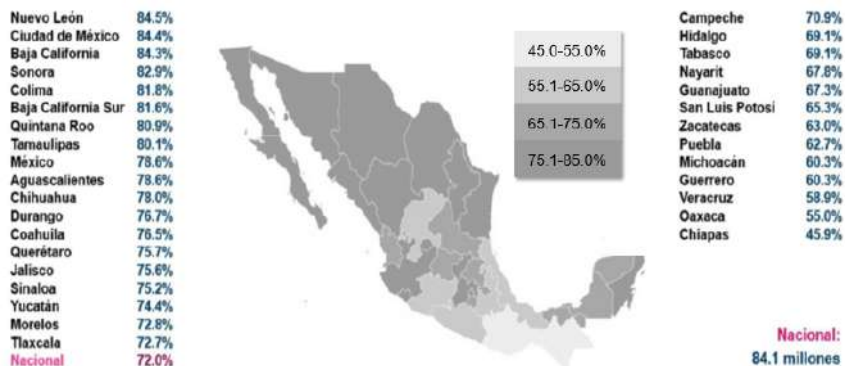 Nuevo León 84.5%
Ciudad de México 84.4%
Baja California 84.3%
Sonora 82.9%
Colima 81.8%
Baja California Sur 81.6%
Quintana Roo 80.9%
Tamaulipas 80.1%
México 78.6%
Aguascalientes 78.6%
Chihuahua 78.0%
Durango 76.7%
Coahuila 76.5%
Querétaro 75.7%
Jalisco 75.6%
Sinaloa 75.2%
Yucatán 74.4%
Morelos 72.8%
Tlaxcala 72.7%
Nacional 72.0%
45.0-55.0%
55.1-65.0%
65.1-75.0%
75.1-85.0%
Campeche 70.9%
Hidalgo 69.1%
Tabasco 69.1%
Nayarit 67.8%
Guanajuato 67.3%
San Luis Potosí 65.3%
Zacatecas 63.0%
Puebla 62.7%
Michoacán 60.3%
Guerrero 60.3%
Veracruz 58.9%
Oaxaca 55.0%
Chiapas 45.9%
Nacional:
84.1 millones